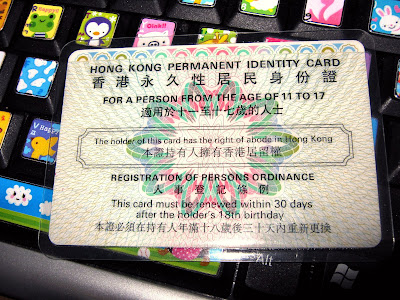 Happy!
Oink!!
HONG KONG PERMANENT IDENTITY CARD
香港永久性居民身份證
FOR A PERSON FROM THE AGE OF 11 TO 17
適用於十一至十七歲的人士
The holder of this card has the right of abode in Hong Kong
本證持有人擁有香港居留權
REGISTRATION OF PERSONS ORDINANCE
人事登記條例
This card must be renewed within 30 days
after the holder's 18th birthday
本證必須在持有人年滿十八歲後三十天內重新更換
Alt